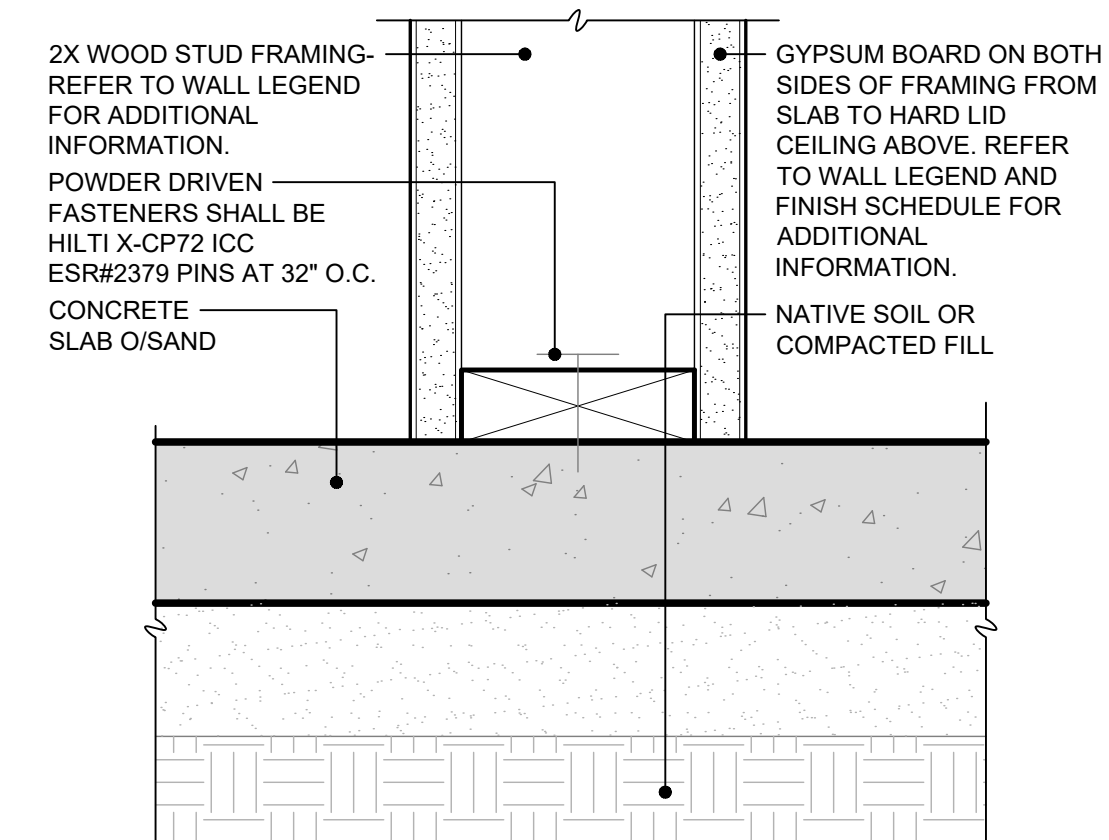 2X WOOD STUD FRAMING-
REFER TO WALL LEGEND
FOR ADDITIONAL
INFORMATION.
POWDER DRIVEN
FASTENERS SHALL BE
HILTI X-CP72 ICC
ESR#2379 PINS AT 32" O.C.
CONCRETE
SLAB O/SAND
GYPSUM BOARD ON BOTH
SIDES OF FRAMING FROM
SLAB TO HARD LID
CEILING ABOVE. REFER
TO WALL LEGEND AND
FINISH SCHEDULE FOR
ADDITIONAL
INFORMATION.
NATIVE SOIL OR
COMPACTED FILL